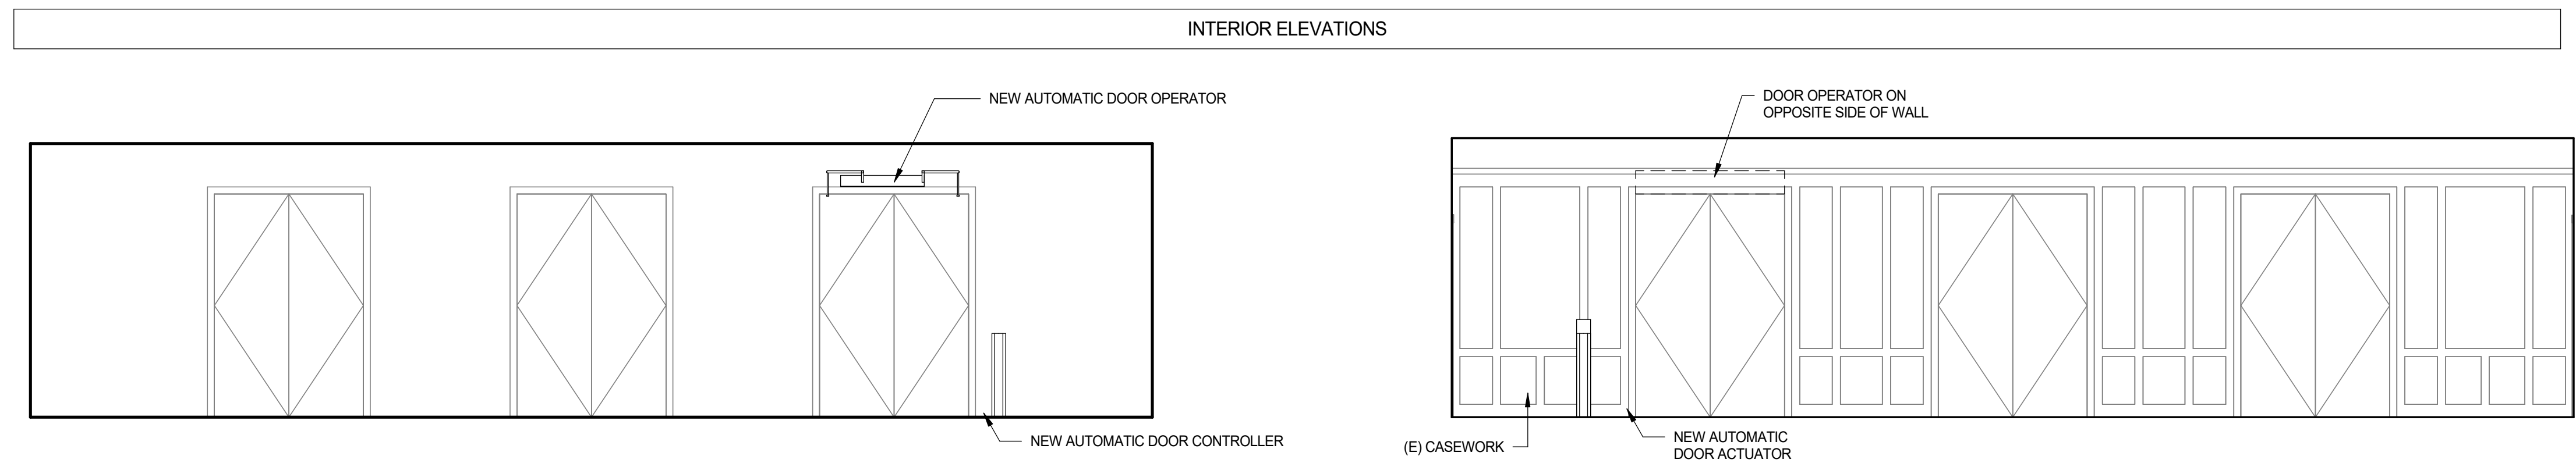 INTERIOR ELEVATIONS
NEW AUTOMATIC DOOR OPERATOR
NEW AUTOMATIC DOOR CONTROLLER
DOOR OPERATOR ON
OPPOSITE SIDE OF WALL
(E) CASEWORK
NEW AUTOMATIC
DOOR ACTUATOR